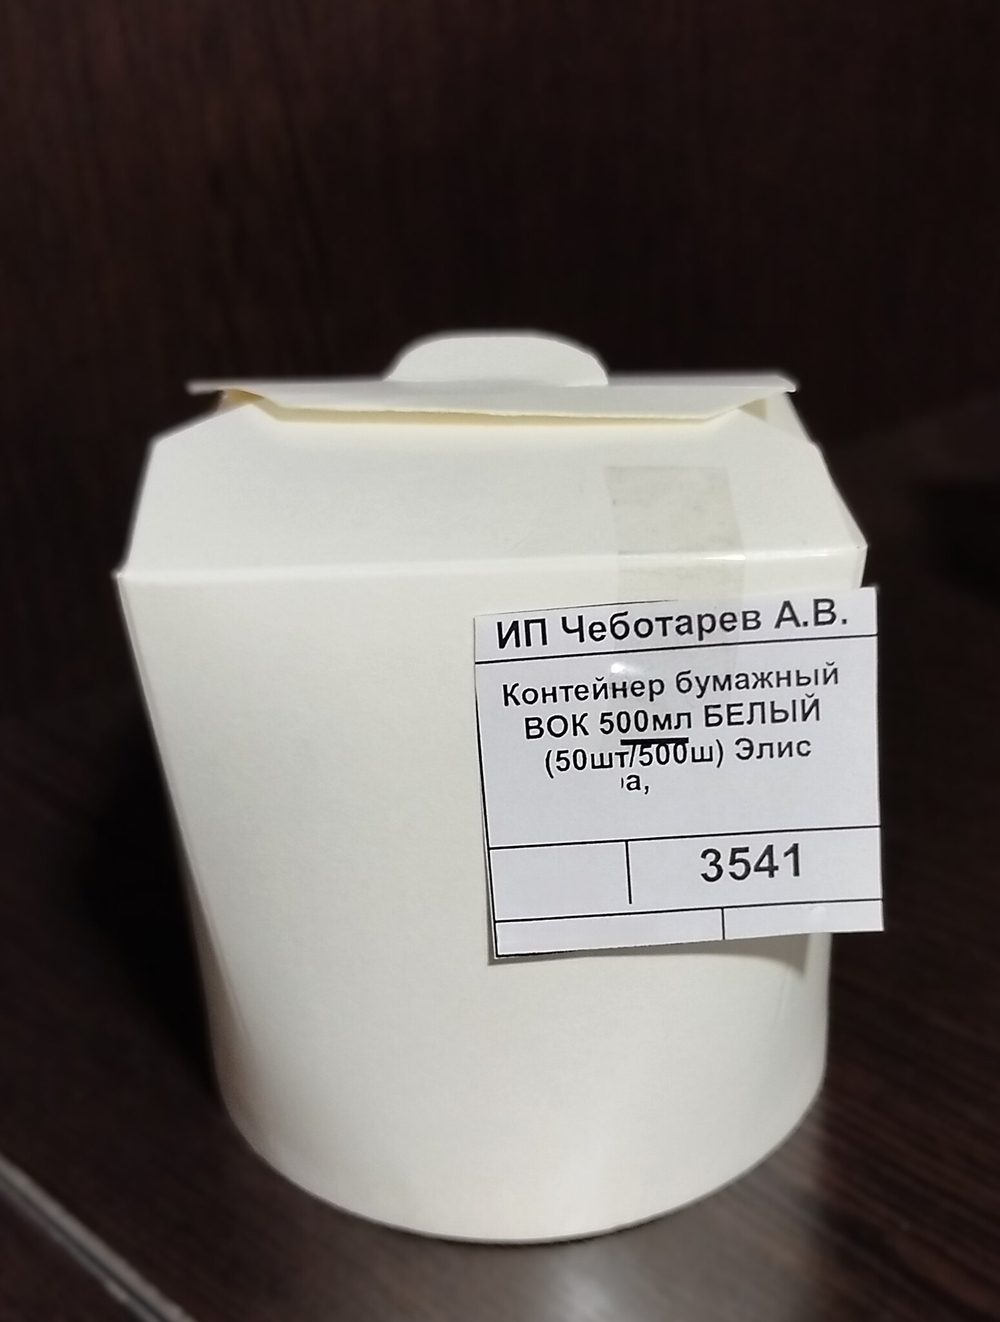 ИП Чеботарев А.В.
Контейнер бумажный
ВОК 500мл БЕЛЫЙ
(50шт/500ш) Элис
а,
3541